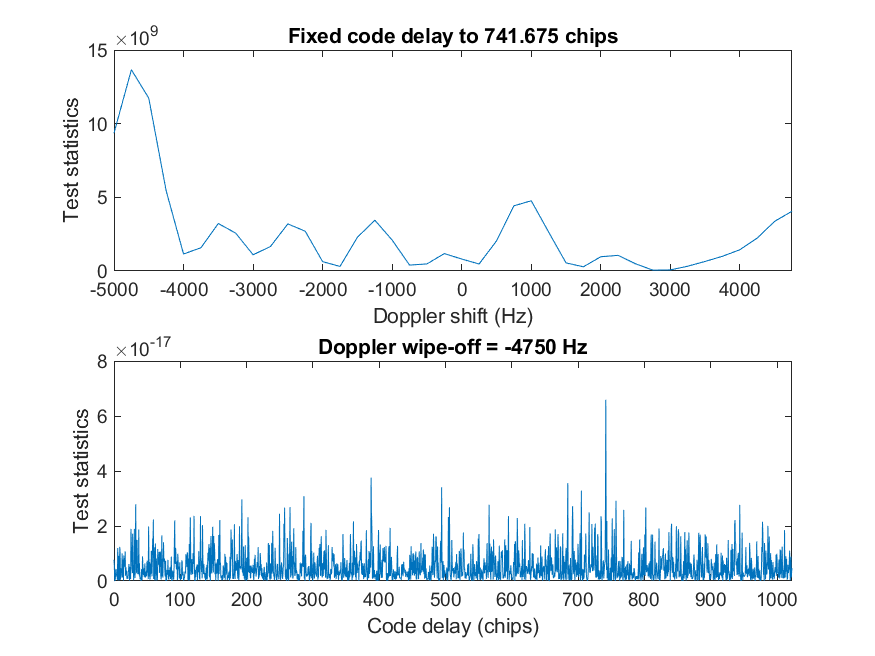 ×10^9
Fixed code delay to 741.675 chips
15
10
5
0
Test statistics
-5000 -4000 -3000 -2000 -1000 0 1000 2000 3000 4000
Doppler shift (Hz)
×10^-17
Doppler wipe-off = -4750 Hz
8
6
4
2
0
Test statistics
0 100 200 300 400 500 600 700 800 900 1000
Code delay (chips)